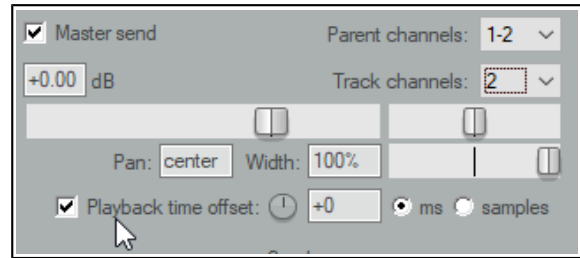 Master send Parent channels: 1-2
+0.00 dB Track channels: 2
Pan: center Width: 100%
Playback time offset: +0 ms samples